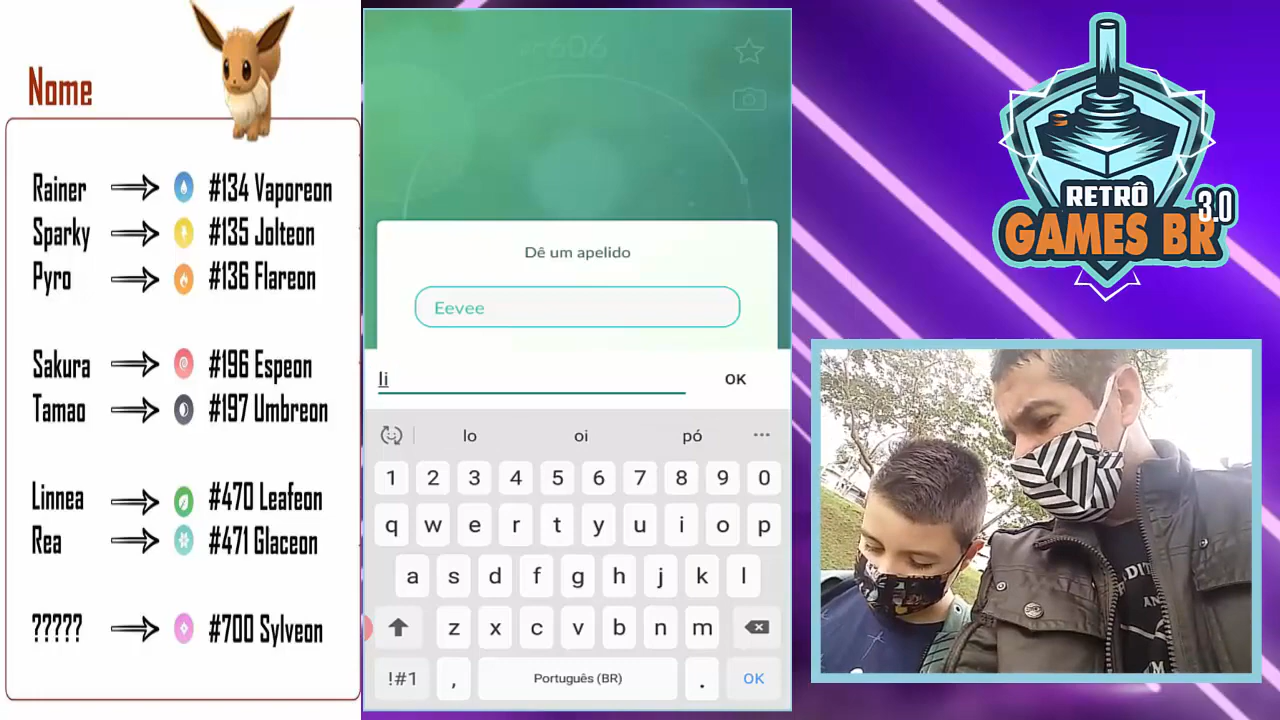 Nome
Rainer → #134 Vaporeon
Sparky → #135 Jolteon
Pyro → #136 Flareon
Sakura → #196 Espeon
Tamao → #197 Umbreon
Linnea → #470 Leafeon
Rea → #471 Glaceon
????? → #700 Sylveon
Dê um apelido
Eevee
li
OK
lo oi pó
1 2 3 4 5 6 7 8 9 0
q w e r t y u i o p
a s d f g h j k l
z x c v b n m
!#1 , Português (BR) . OK
RETRÔ
GAMES BR
3.0